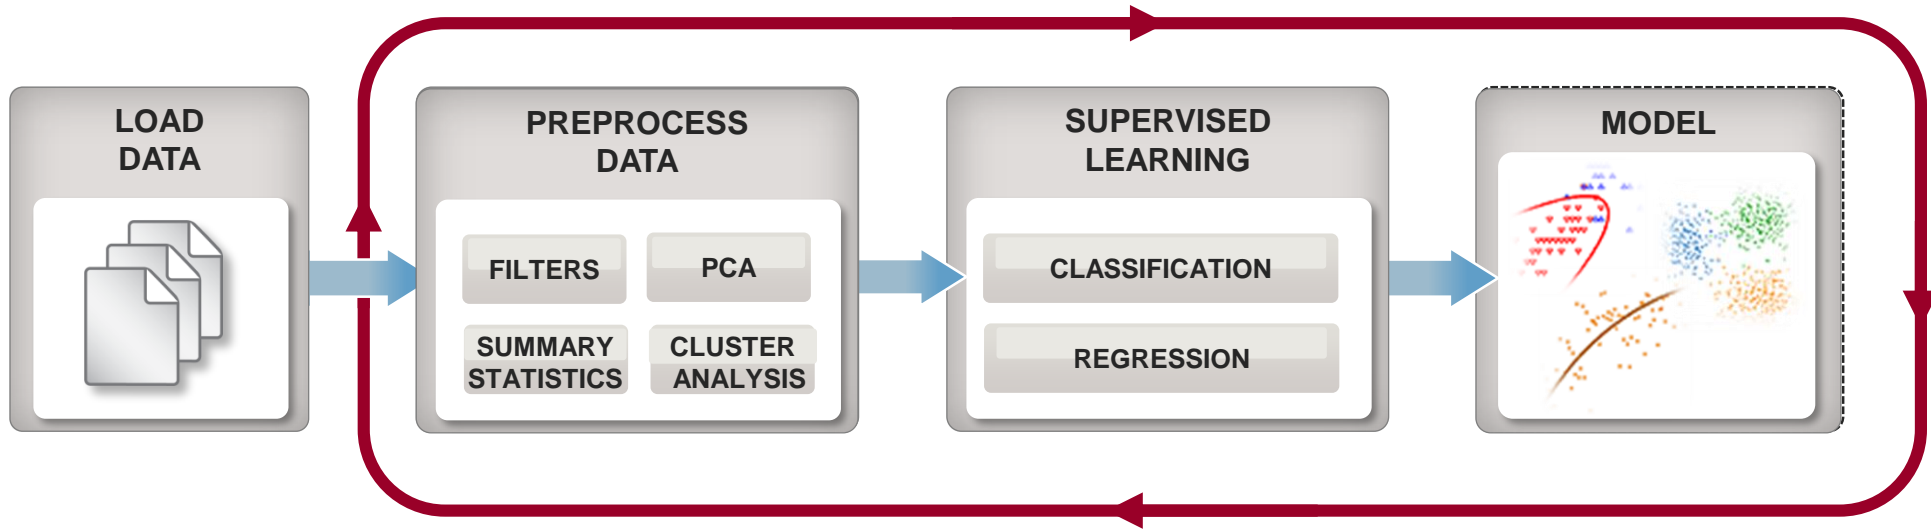 LOAD
DATA
PREPROCESS
DATA
FILTERS
PCA
SUMMARY
STATISTICS
CLUSTER
ANALYSIS
SUPERVISED
LEARNING
CLASSIFICATION
REGRESSION
MODEL